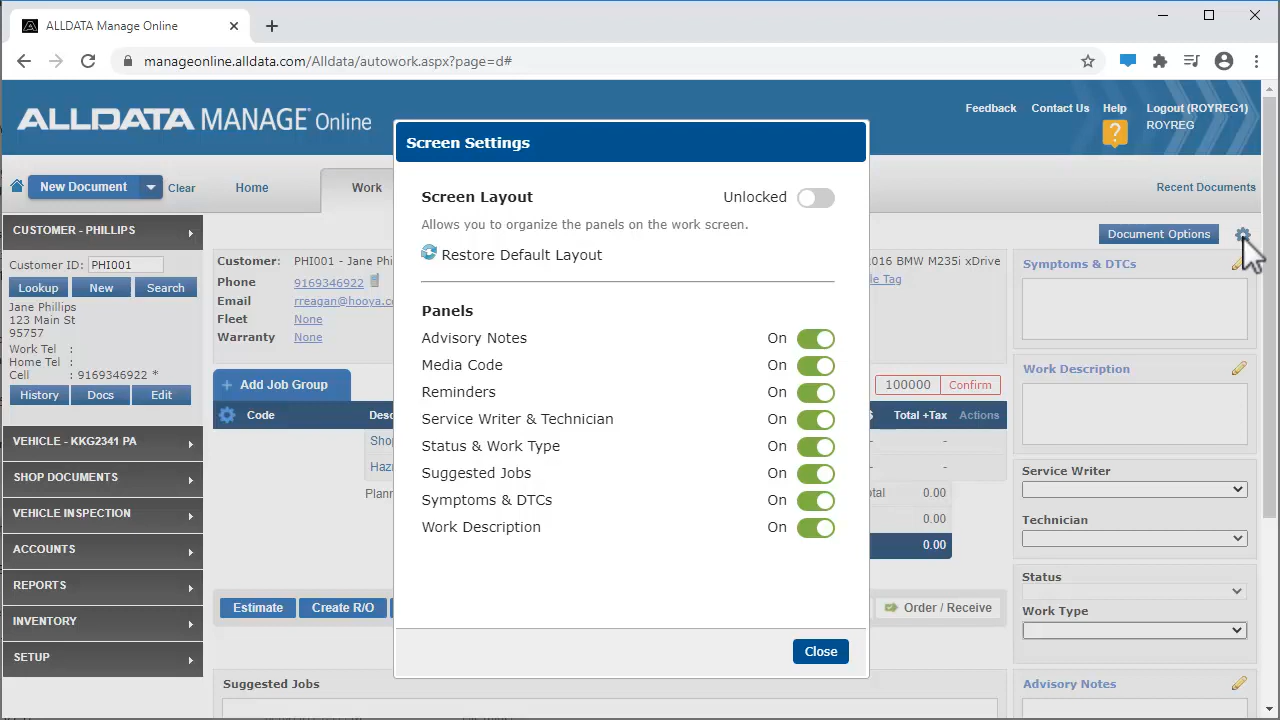 ALLDATA Manage Online
manageonline.alldata.com/Alldata/autowork.aspx?page=d#
ALLDATA MANAGE Online
Feedback Contact Us Help Logout (ROYREG1)
? ROYREG
New Document Clear Home Work Recent Documents
CUSTOMER - PHILLIPS
Customer ID: PHI001
Lookup New Search
Jane Phillips
123 Main St
95757
Work Tel :
Home Tel :
Cell : 9169346922 *
History Docs Edit
VEHICLE - KKG2341 PA
SHOP DOCUMENTS
VEHICLE INSPECTION
ACCOUNTS
REPORTS
INVENTORY
SETUP
Customer: PHI001 - Jane
Phone 9169346922
Email rreagan@hooya.c
Fleet None
Warranty None
+ Add Job Group
Code
Planr
Estimate Create R/O
Suggested Jobs
Screen Settings
Screen Layout Unlocked
Allows you to organize the panels on the work screen.
Restore Default Layout
Panels
Advisory Notes On
Media Code On
Reminders On
Service Writer & Technician On
Status & Work Type On
Suggested Jobs On
Symptoms & DTCs On
Work Description On
Close
Document Options
2016 BMW M235i xDrive
Tag
100000 Confirm
Total +Tax Actions
- -
- -
0.00
0.00
0.00
Order / Receive
Symptoms & DTCs
Work Description
Service Writer
Technician
Status
Work Type
Advisory Notes